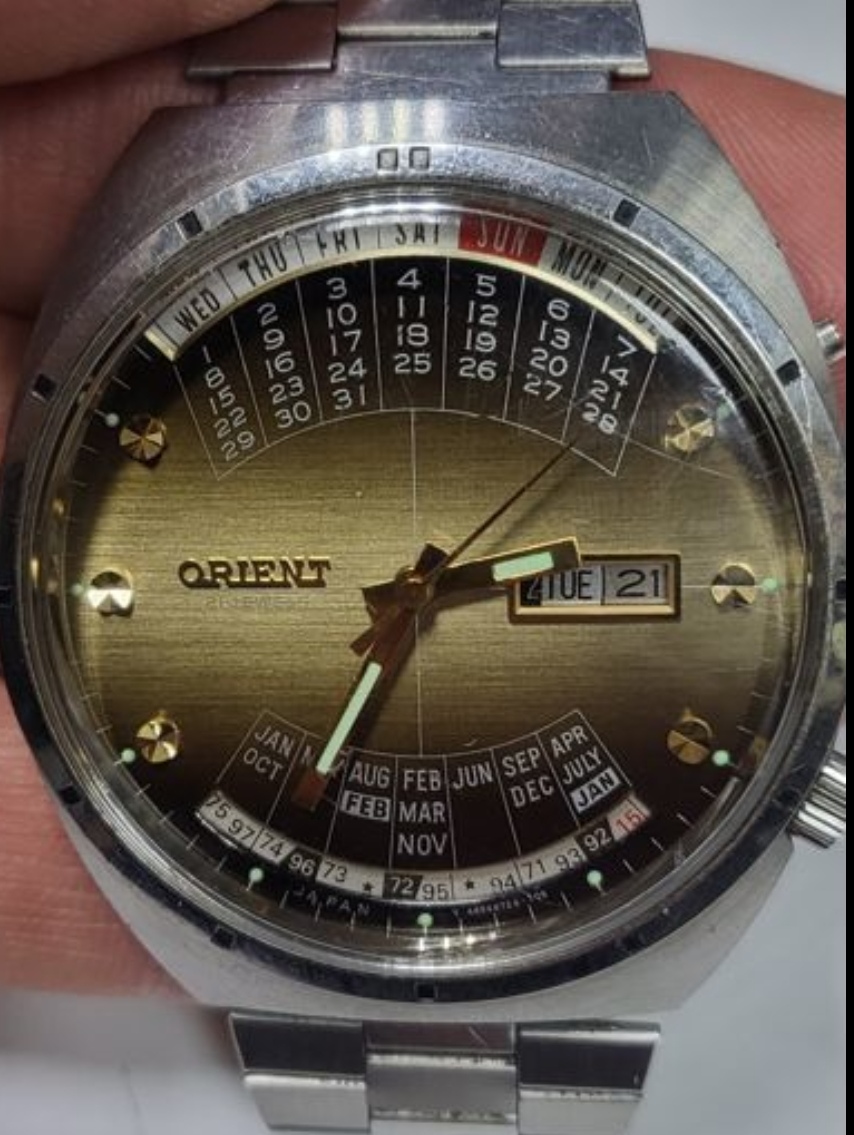 WED THU FRI SAT SUN MON TUE
1 2 3 4 5 6 7
8 9 10 11 12 13 14
15 16 17 18 19 20 21
22 23 24 25 26 27 28
29 30 31
ORIENT
TUE 21
JAN AUG FEB JUN SEP APR
OCT FEB MAR DEC JULY
NOV JAN
75 97 74 96 73 ★ 72 95 ★ 94 71 93 92 15
JAPAN